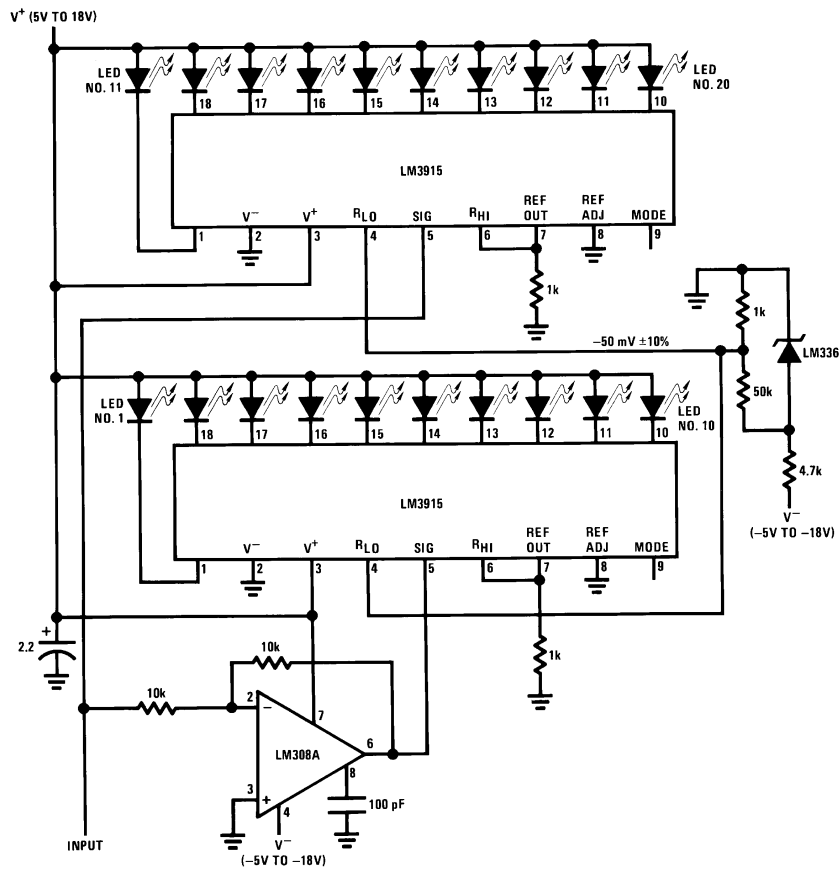 V+ (5V TO 18V)
LED
NO. 11
LED
NO. 20
18 17 16 15 14 13 12 11 10
LM3915
V− V+ RLO SIG RHI REF OUT REF ADJ MODE
1 2 3 4 5 6 7 8 9
1k
−50 mV ±10%
1k
LM336
50k
4.7k
V−
(−5V TO −18V)
LED
NO. 1
LED
NO. 10
18 17 16 15 14 13 12 11 10
LM3915
V− V+ RLO SIG RHI REF OUT REF ADJ MODE
1 2 3 4 5 6 7 8 9
1k
+
2.2
10k
10k
2
−
7
LM308A
6
3
+
8
4
100 pF
V−
(−5V TO −18V)
INPUT